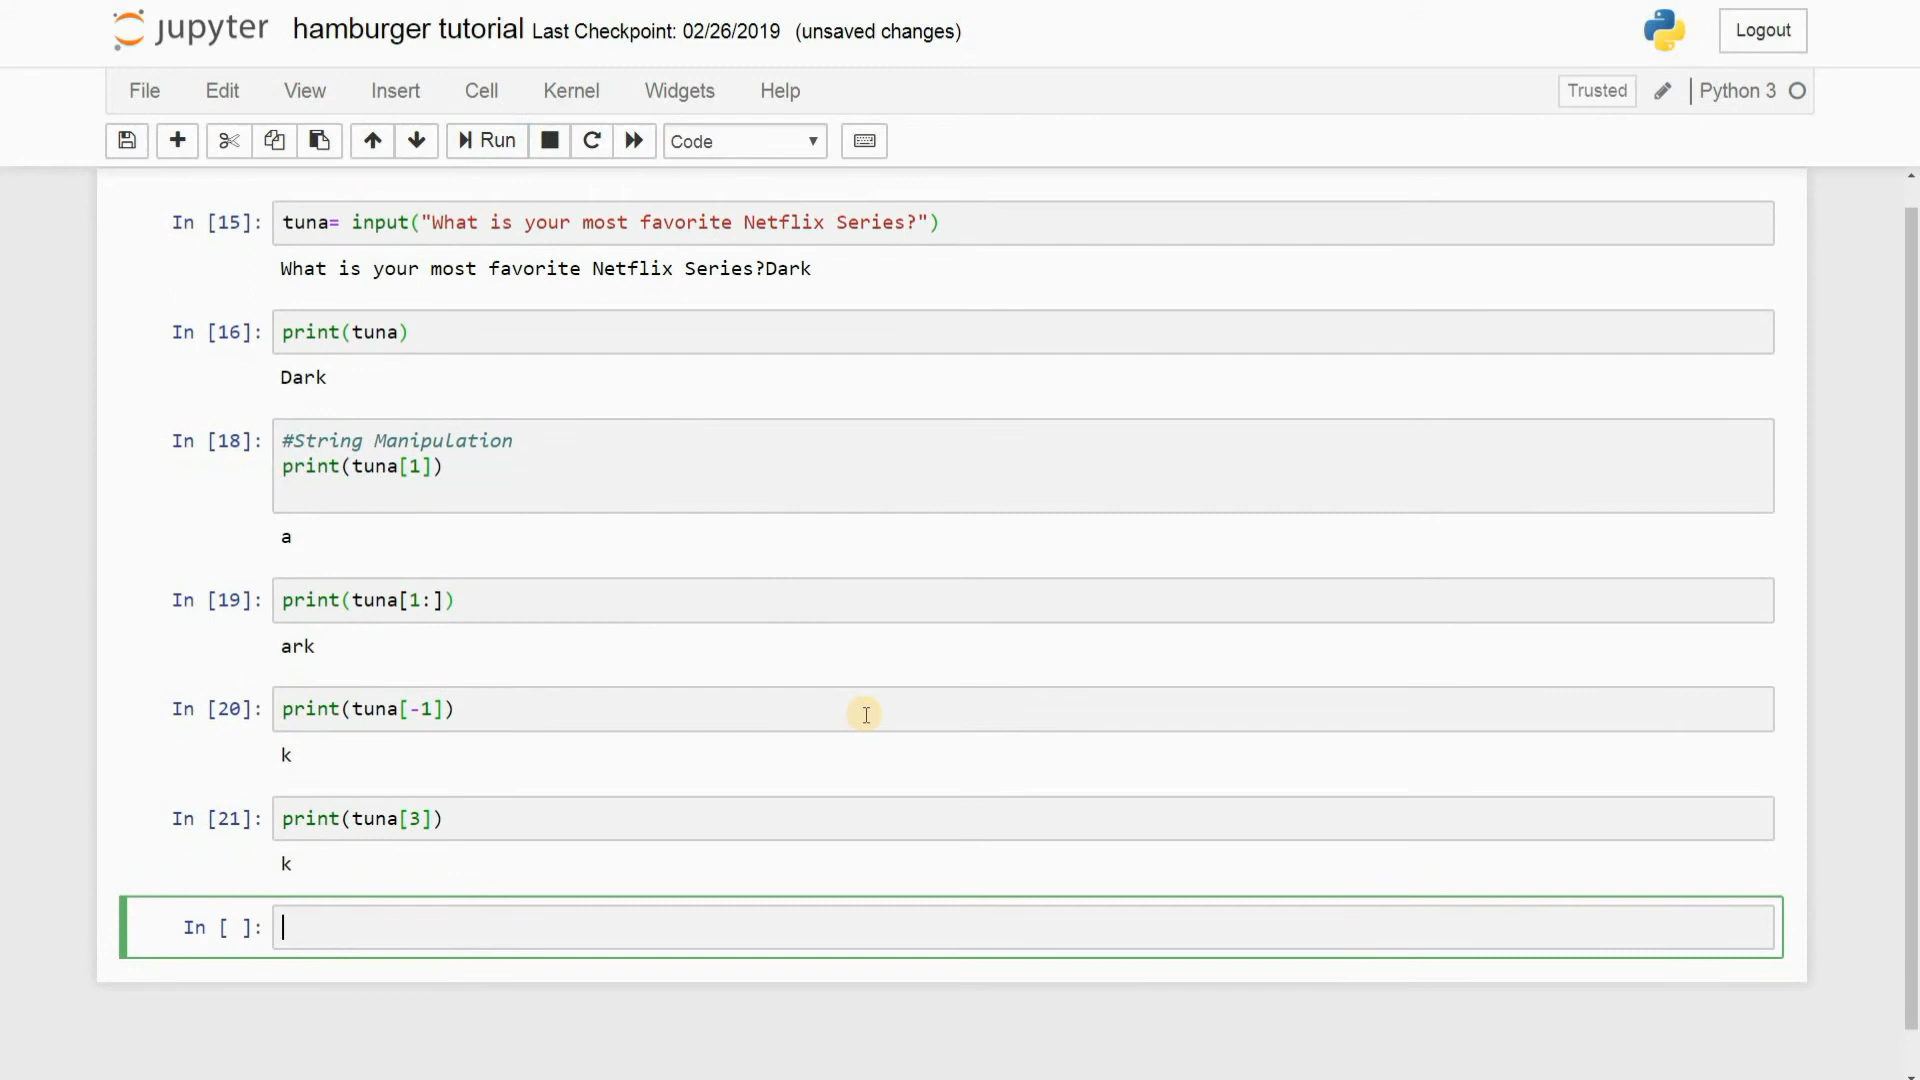 jupyter hamburger tutorial Last Checkpoint: 02/26/2019 (unsaved changes) Logout
File Edit View Insert Cell Kernel Widgets Help Trusted Python 3
Run Code
In [15]: tuna= input("What is your most favorite Netflix Series?")
What is your most favorite Netflix Series?Dark
In [16]: print(tuna)
Dark
In [18]: #String Manipulation
print(tuna[1])
a
In [19]: print(tuna[1:])
ark
In [20]: print(tuna[-1])
k
In [21]: print(tuna[3])
k
In [ ]: